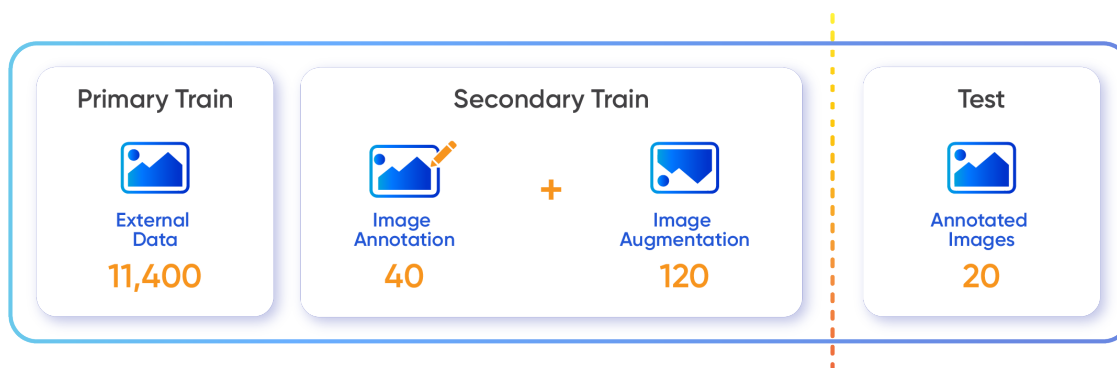 Primary Train
External
Data
11,400
Secondary Train
Image
Annotation
40
+
Image
Augmentation
120
Test
Annotated
Images
20